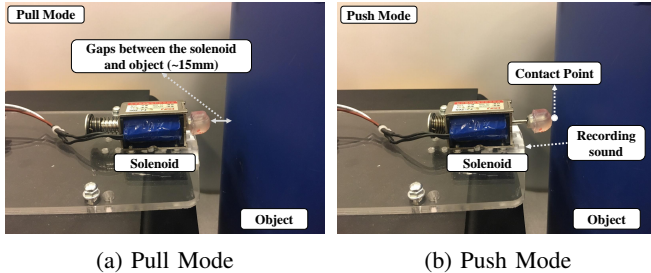 Pull Mode
Gaps between the solenoid
and object (~15mm)
Solenoid
Object
(a) Pull Mode
Push Mode
Contact Point
Recording
sound
Solenoid
Object
(b) Push Mode